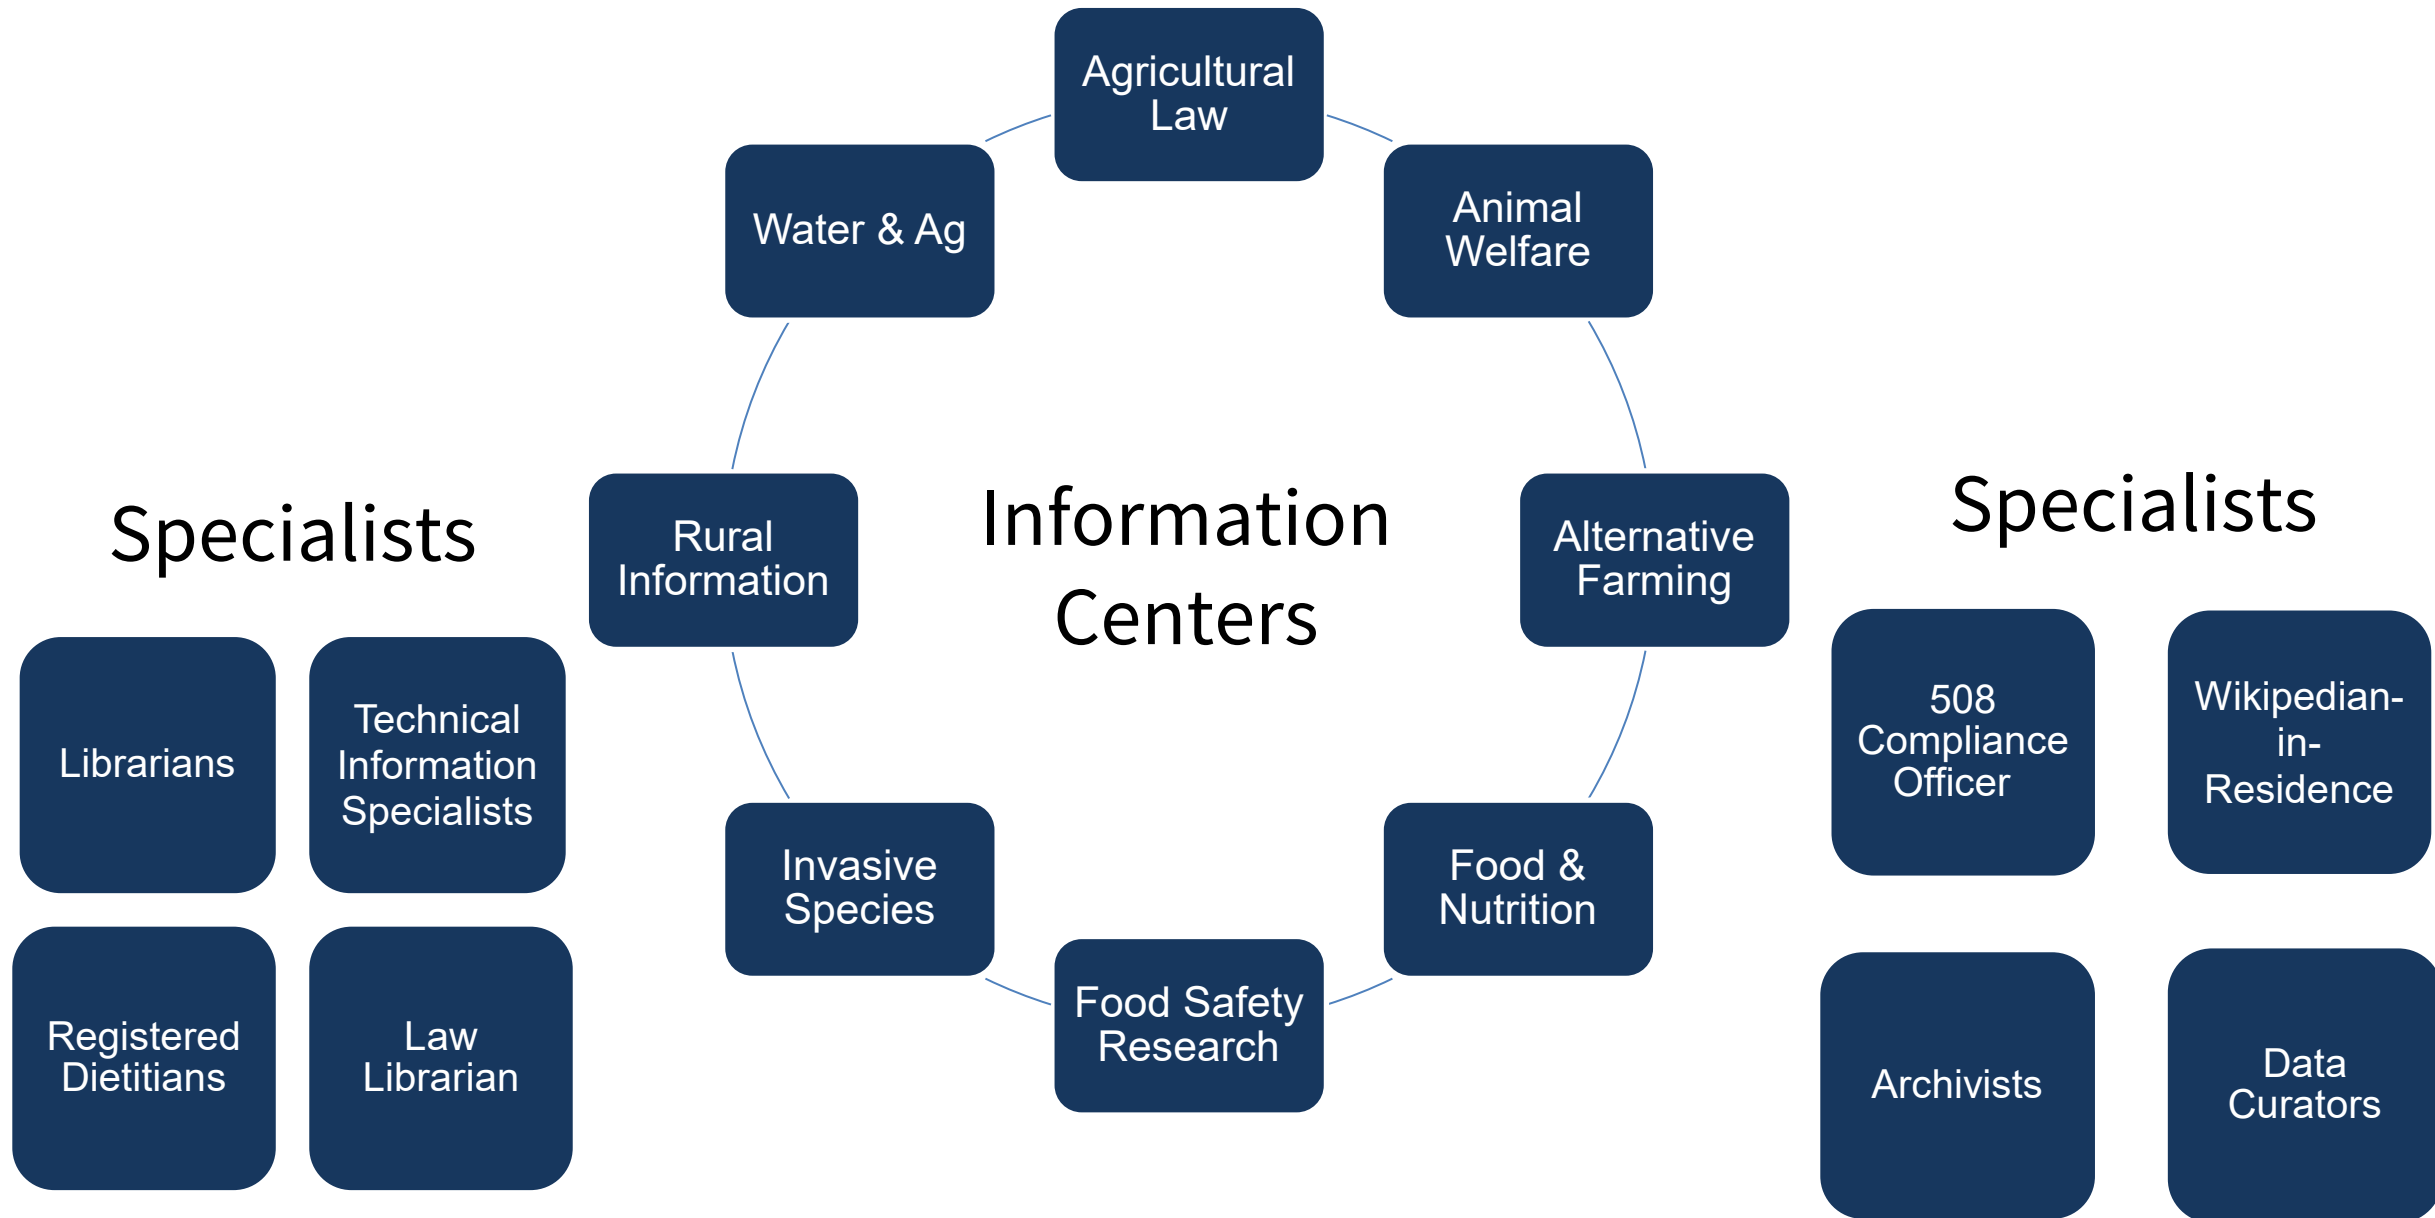 Specialists
Librarians
Technical
Information
Specialists
Registered
Dietitians
Law
Librarian
Information
Centers
Agricultural
Law
Animal
Welfare
Alternative
Farming
Food &
Nutrition
Food Safety
Research
Invasive
Species
Rural
Information
Water & Ag
Specialists
508
Compliance
Officer
Wikipedian-
in-
Residence
Archivists
Data
Curators